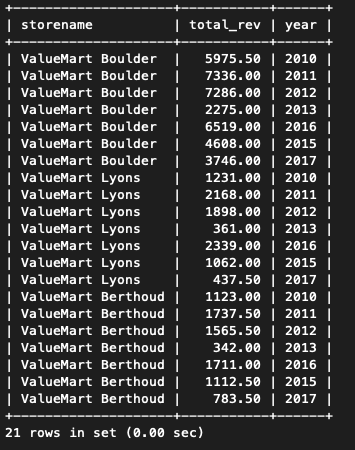 +--------------------+-----------+------+
| storename          | total_rev | year |
+--------------------+-----------+------+
| ValueMart Boulder  |   5975.50 | 2010 |
| ValueMart Boulder  |   7336.00 | 2011 |
| ValueMart Boulder  |   7286.00 | 2012 |
| ValueMart Boulder  |   2275.00 | 2013 |
| ValueMart Boulder  |   6519.00 | 2016 |
| ValueMart Boulder  |   4608.00 | 2015 |
| ValueMart Boulder  |   3746.00 | 2017 |
| ValueMart Lyons    |   1231.00 | 2010 |
| ValueMart Lyons    |   2168.00 | 2011 |
| ValueMart Lyons    |   1898.00 | 2012 |
| ValueMart Lyons    |    361.00 | 2013 |
| ValueMart Lyons    |   2339.00 | 2016 |
| ValueMart Lyons    |   1062.00 | 2015 |
| ValueMart Lyons    |    437.50 | 2017 |
| ValueMart Berthoud |   1123.00 | 2010 |
| ValueMart Berthoud |   1737.50 | 2011 |
| ValueMart Berthoud |   1565.50 | 2012 |
| ValueMart Berthoud |    342.00 | 2013 |
| ValueMart Berthoud |   1711.00 | 2016 |
| ValueMart Berthoud |   1112.50 | 2015 |
| ValueMart Berthoud |    783.50 | 2017 |
+--------------------+-----------+------+
21 rows in set (0.00 sec)